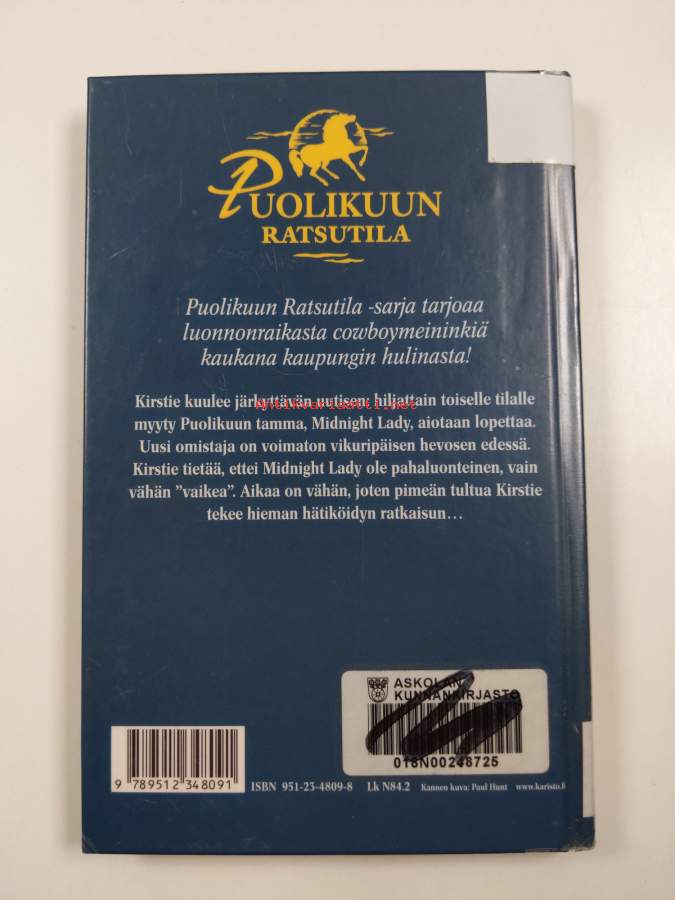 PUOLIKUUN
RATSUTILA
Puolikuun Ratsutila -sarja tarjoaa
luonnonraikasta cowboymeininkiä
kaukana kaupungin hulinasta!
Kirstie kuulee järkyttävän uutisen: hiljattain toiselle tilalle
antikvariaatti.net
myyty Puolikuun tamma, Midnight Lady, aiotaan lopettaa.
Uusi omistaja on voimaton vikuripäisen hevosen edessä.
Kirstie tietää, ettei Midnight Lady ole pahaluonteinen, vain
vähän ”vaikea”. Aikaa on vähän, joten pimeän tultua Kirstie
tekee hieman hätiköidyn ratkaisun…
ASKOLAN
KUNNANKIRJASTO
018N00248725
9 789512 348091
ISBN 951-23-4809-8 Lk N84.2 Kannen kuva: Paul Hunt www.karisto.fi